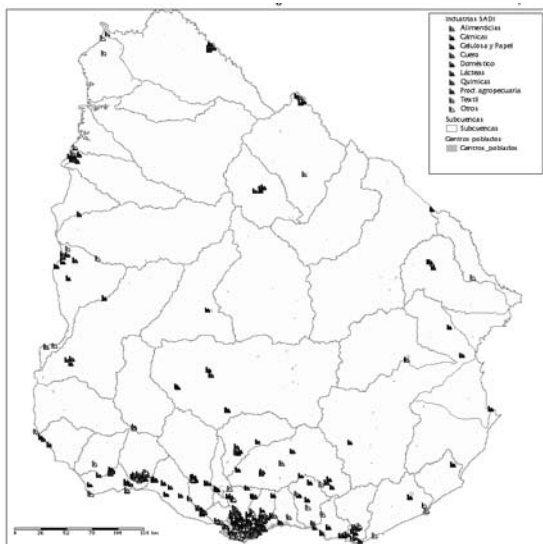 Industrias SADI
Alimenticias
Cárnicas
Celulosa y Papel
Cuero
Doméstico
Lácteas
Químicas
Prod. agropecuaria
Textil
Otros
Subcuencas
Subcuencas
Centros poblados
Centros_poblados